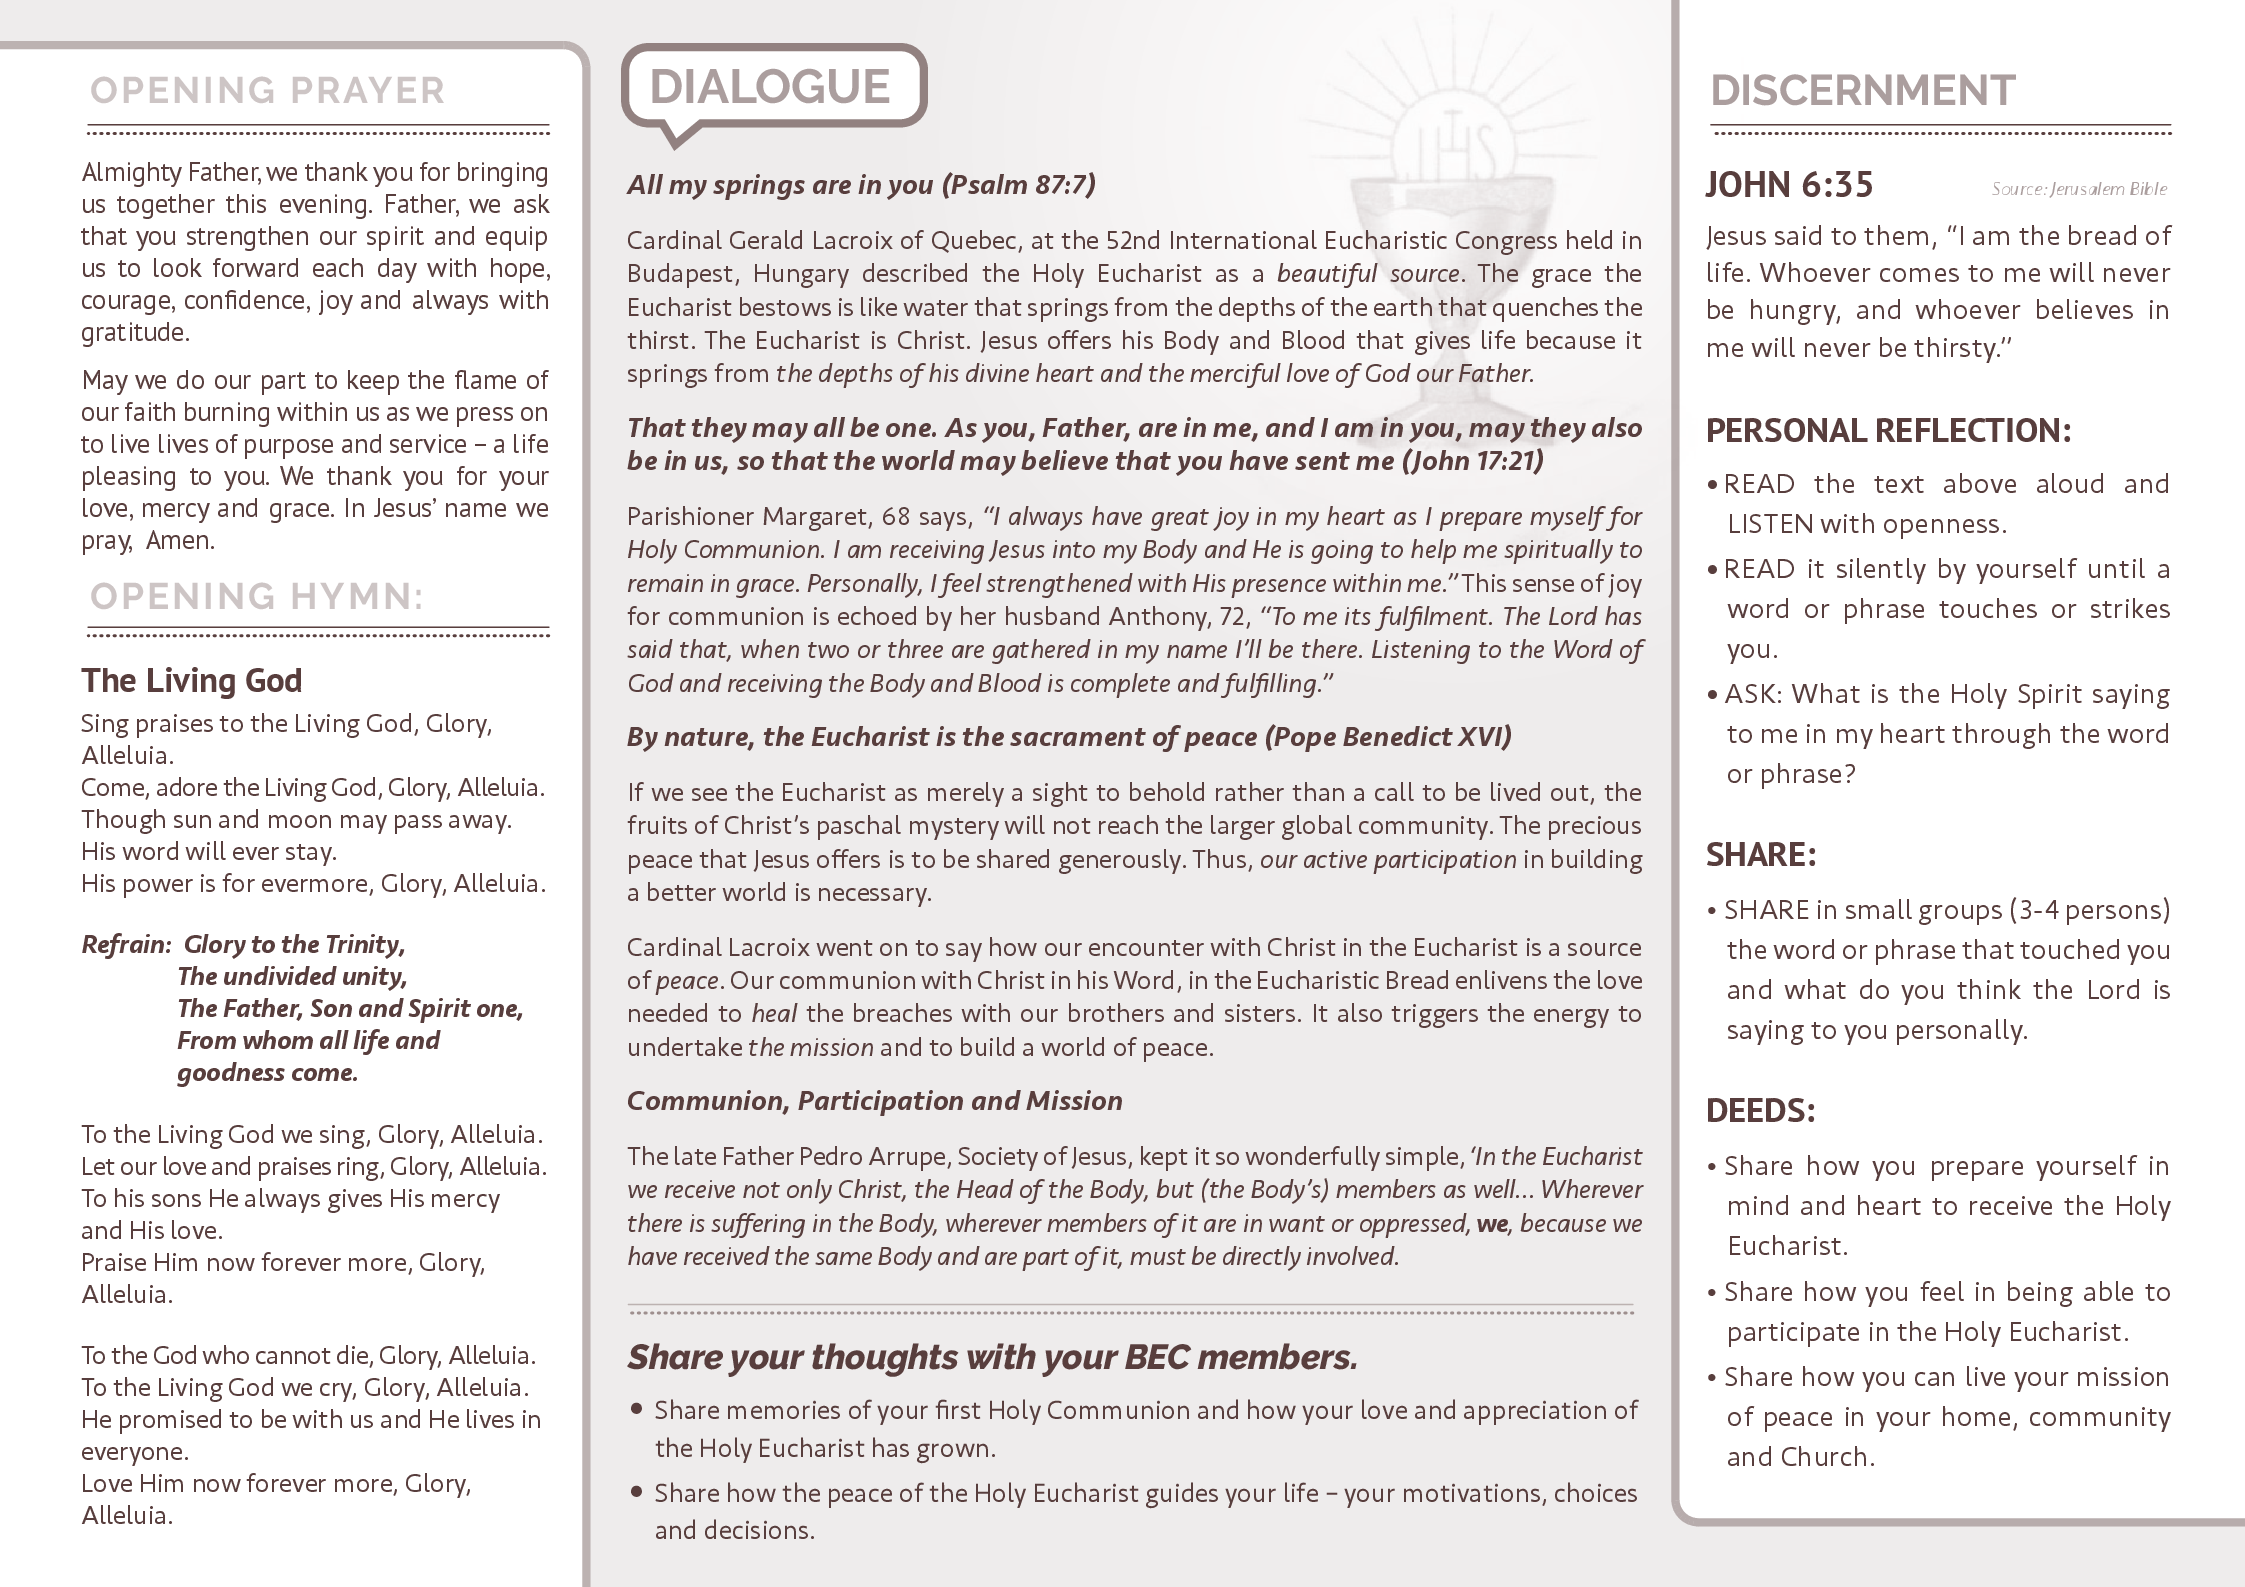 OPENING PRAYER
Almighty Father, we thank you for bringing
us together this evening. Father, we ask
that you strengthen our spirit and equip
us to look forward each day with hope,
courage, confidence, joy and always with
gratitude.
May we do our part to keep the flame of
our faith burning within us as we press on
to live lives of purpose and service – a life
pleasing to you. We thank you for your
love, mercy and grace. In Jesus’ name we
pray, Amen.
OPENING HYMN:
The Living God
Sing praises to the Living God, Glory,
Alleluia.
Come, adore the Living God, Glory, Alleluia.
Though sun and moon may pass away.
His word will ever stay.
His power is for evermore, Glory, Alleluia.
Refrain: Glory to the Trinity,
The undivided unity,
The Father, Son and Spirit one,
From whom all life and
goodness come.
To the Living God we sing, Glory, Alleluia.
Let our love and praises ring, Glory, Alleluia.
To his sons He always gives His mercy
and His love.
Praise Him now forever more, Glory,
Alleluia.
To the God who cannot die, Glory, Alleluia.
To the Living God we cry, Glory, Alleluia.
He promised to be with us and He lives in
everyone.
Love Him now forever more, Glory,
Alleluia.
DIALOGUE
IHS
All my springs are in you (Psalm 87:7)
Cardinal Gerald Lacroix of Quebec, at the 52nd International Eucharistic Congress held in
Budapest, Hungary described the Holy Eucharist as a beautiful source. The grace the
Eucharist bestows is like water that springs from the depths of the earth that quenches the
thirst. The Eucharist is Christ. Jesus offers his Body and Blood that gives life because it
springs from the depths of his divine heart and the merciful love of God our Father.
That they may all be one. As you, Father, are in me, and I am in you, may they also
be in us, so that the world may believe that you have sent me (John 17:21)
Parishioner Margaret, 68 says, “I always have great joy in my heart as I prepare myself for
Holy Communion. I am receiving Jesus into my Body and He is going to help me spiritually to
remain in grace. Personally, I feel strengthened with His presence within me.” This sense of joy
for communion is echoed by her husband Anthony, 72, “To me its fulfilment. The Lord has
said that, when two or three are gathered in my name I’ll be there. Listening to the Word of
God and receiving the Body and Blood is complete and fulfilling.”
By nature, the Eucharist is the sacrament of peace (Pope Benedict XVI)
If we see the Eucharist as merely a sight to behold rather than a call to be lived out, the
fruits of Christ’s paschal mystery will not reach the larger global community. The precious
peace that Jesus offers is to be shared generously. Thus, our active participation in building
a better world is necessary.
Cardinal Lacroix went on to say how our encounter with Christ in the Eucharist is a source
of peace. Our communion with Christ in his Word, in the Eucharistic Bread enlivens the love
needed to heal the breaches with our brothers and sisters. It also triggers the energy to
undertake the mission and to build a world of peace.
Communion, Participation and Mission
The late Father Pedro Arrupe, Society of Jesus, kept it so wonderfully simple, ‘In the Eucharist
we receive not only Christ, the Head of the Body, but (the Body’s) members as well... Wherever
there is suffering in the Body, wherever members of it are in want or oppressed, we, because we
have received the same Body and are part of it, must be directly involved.
Share your thoughts with your BEC members.
• Share memories of your first Holy Communion and how your love and appreciation of
the Holy Eucharist has grown.
• Share how the peace of the Holy Eucharist guides your life – your motivations, choices
and decisions.
DISCERNMENT
JOHN 6:35 Source: Jerusalem Bible
Jesus said to them, “I am the bread of
life. Whoever comes to me will never
be hungry, and whoever believes in
me will never be thirsty.”
PERSONAL REFLECTION:
• READ the text above aloud and
LISTEN with openness.
• READ it silently by yourself until a
word or phrase touches or strikes
you.
• ASK: What is the Holy Spirit saying
to me in my heart through the word
or phrase?
SHARE:
• SHARE in small groups (3-4 persons)
the word or phrase that touched you
and what do you think the Lord is
saying to you personally.
DEEDS:
• Share how you prepare yourself in
mind and heart to receive the Holy
Eucharist.
• Share how you feel in being able to
participate in the Holy Eucharist.
• Share how you can live your mission
of peace in your home, community
and Church.